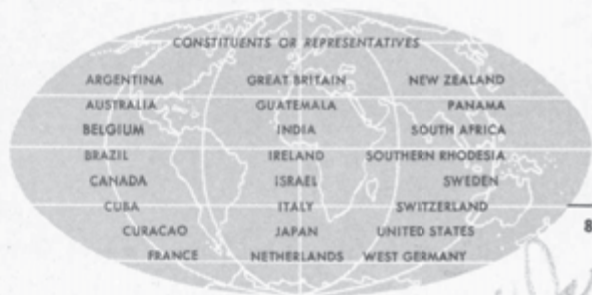 CONSTITUENTS OR REPRESENTATIVES
ARGENTINA GREAT BRITAIN NEW ZEALAND
AUSTRALIA GUATEMALA PANAMA
BELGIUM INDIA SOUTH AFRICA
BRAZIL IRELAND SOUTHERN RHODESIA
CANADA ISRAEL SWEDEN
CUBA ITALY SWITZERLAND
CURACAO JAPAN UNITED STATES
FRANCE NETHERLANDS WEST GERMANY
8